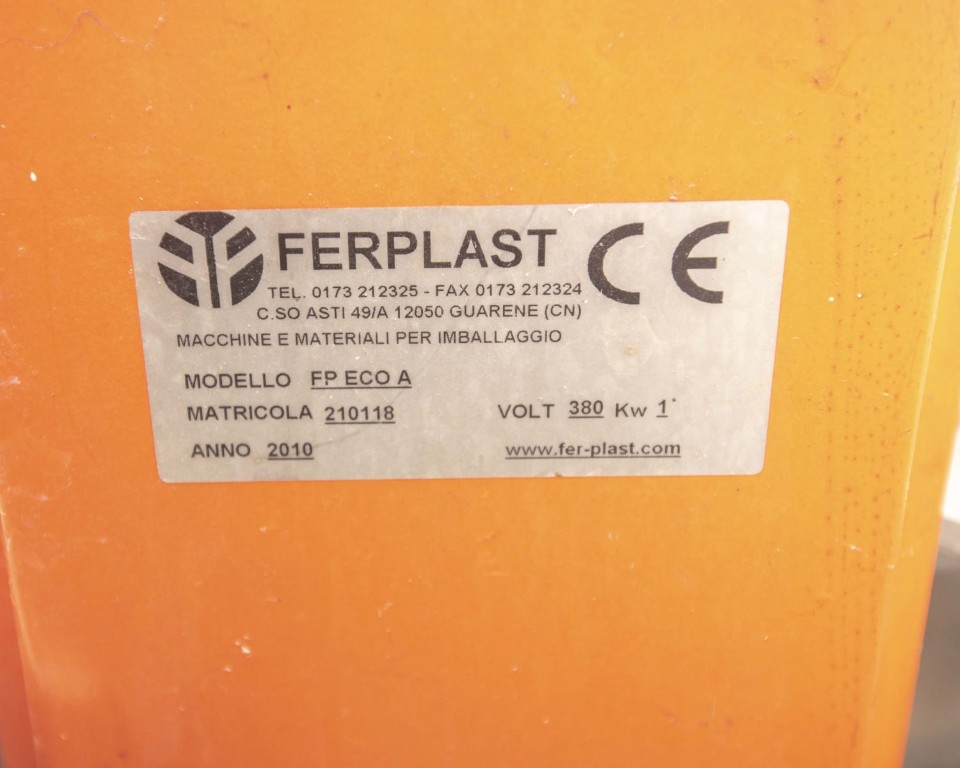 FERPLAST CE
TEL. 0173 212325 - FAX 0173 212324
C.SO ASTI 49/A 12050 GUARENE (CN)
MACCHINE E MATERIALI PER IMBALLAGGIO
MODELLO FP ECO A
MATRICOLA 210118 VOLT 380 Kw 1
ANNO 2010 www.fer-plast.com